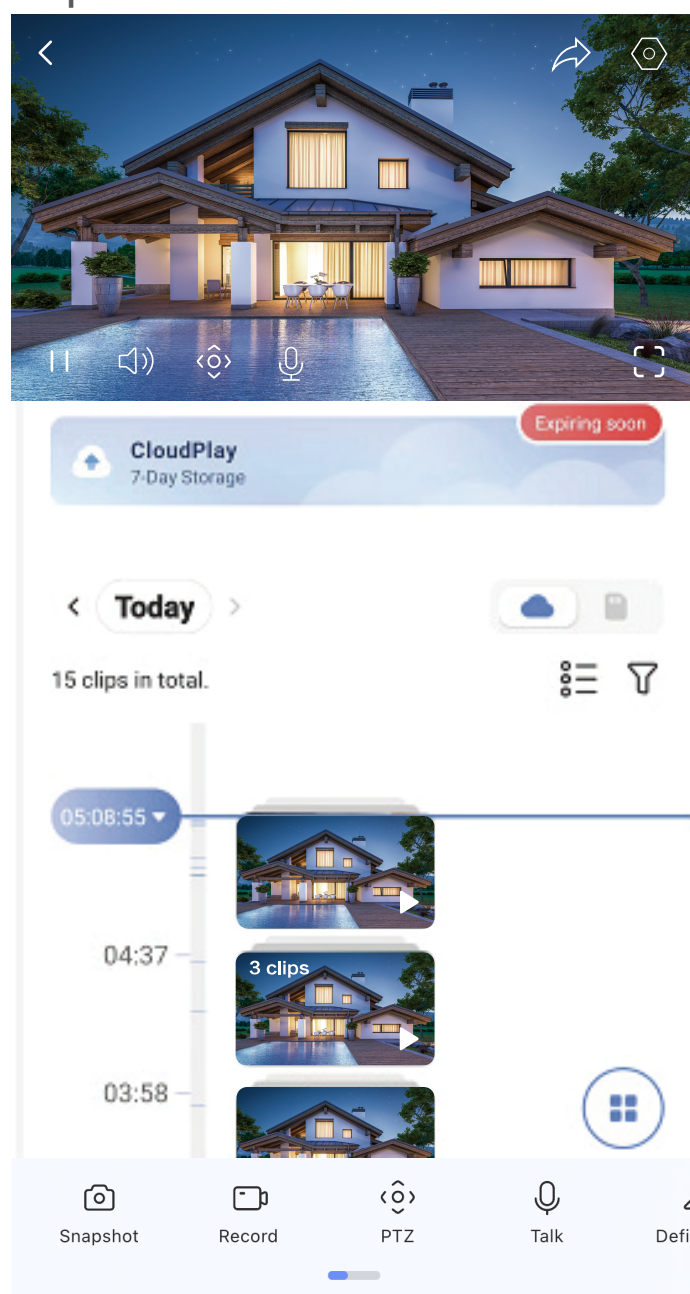 Expiring soon
CloudPlay
7-Day Storage
Today
15 clips in total.
05:08:55
04:37
3 clips
03:58
Snapshot
Record
PTZ
Talk